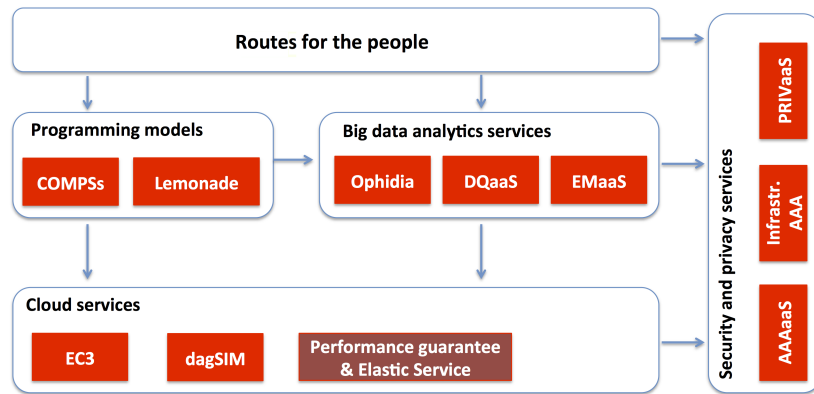 Routes for the people
Programming models
COMPSs
Lemonade
Big data analytics services
Ophidia
DQaaS
EMaaS
Cloud services
EC3
dagSIM
Performance guarantee
& Elastic Service
Security and privacy services
PRIVaaS
Infrastr.
AAA
AAAaaS